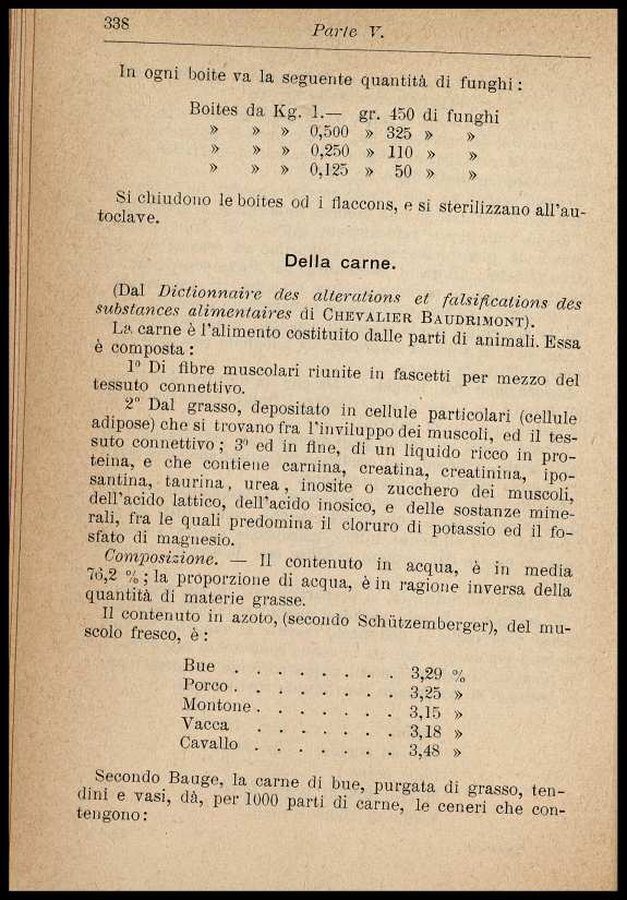 338
Parte V.
In ogni boite va la seguente quantità di funghi:
Boites da Kg. 1.— gr. 450 di funghi
» » » 0,500 » 325 » »
» » » 0,250 » 110 » »
» » » 0,125 » 50 » »
Si chiudono le boites od i flaccons, e si sterilizzano all'au-
toclave.
Della carne.
(Dal Dictionnaire des alterations et falsifications des
substances alimentaires di CHEVALIER BAUDRIMONT).
La carne è l'alimento costituito dalle parti di animali. Essa
è composta:
1° Di fibre muscolari riunite in fascetti per mezzo del
tessuto connettivo.
2° Dal grasso, depositato in cellule particolari (cellule
adipose) che si trovano fra l'inviluppo dei muscoli, ed il tes-
suto connettivo; 3° ed in fine, di un liquido ricco in pro-
teina, e che contiene carnina, creatina, creatinina, ipo-
santina, taurina, urea, inosite o zucchero dei muscoli,
dell'acido lattico, dell'acido inosico, e delle sostanze mine-
rali, fra le quali predomina il cloruro di potassio ed il fo-
sfato di magnesio.
Composizione. — Il contenuto in acqua, è in media
76,2 %; la proporzione di acqua, è in ragione inversa della
quantità di materie grasse.
Il contenuto in azoto, (secondo Schützemberger), del mu-
scolo fresco, è:
Bue . . . . . . . . 3,29 %
Porco . . . . . . . . 3,25 »
Montone . . . . . . . 3,15 »
Vacca . . . . . . . 3,18 »
Cavallo . . . . . . . 3,48 »
Secondo Bauge, la carne di bue, purgata di grasso, ten-
dini e vasi, dà, per 1000 parti di carne, le ceneri che con-
tengono: